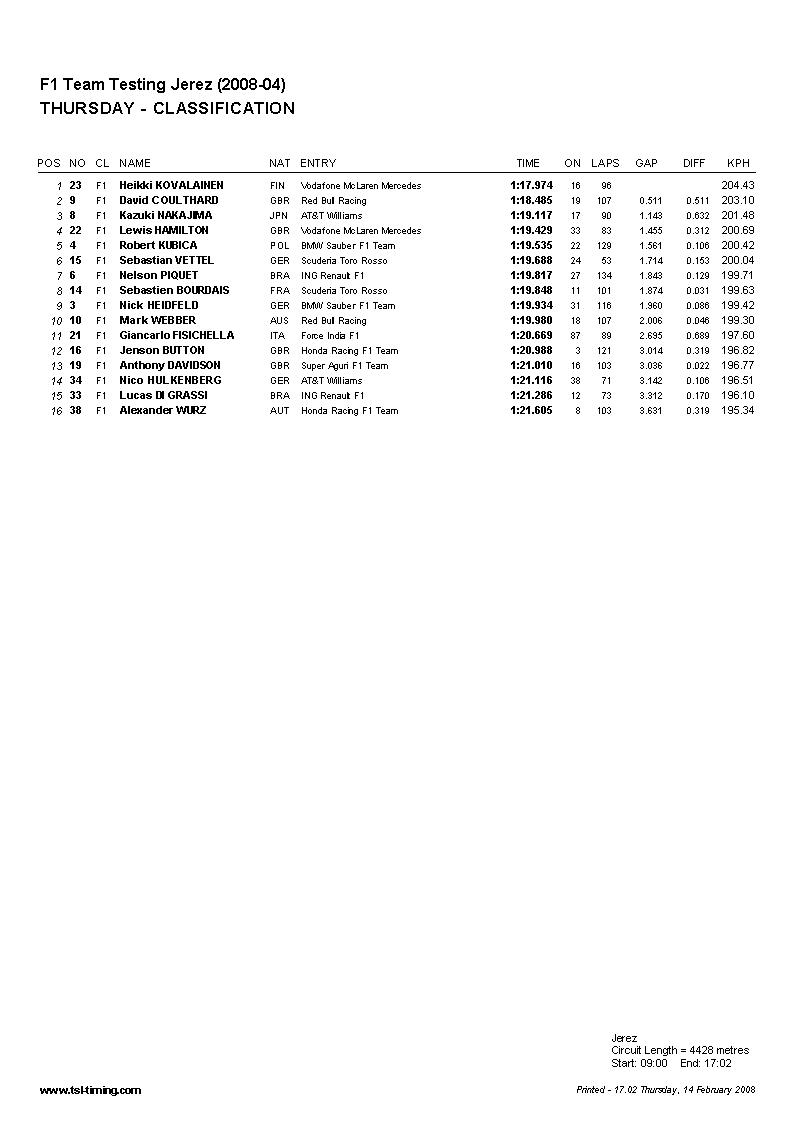 F1 Team Testing Jerez (2008-04)
THURSDAY - CLASSIFICATION
POS NO CL NAME NAT ENTRY TIME ON LAPS GAP DIFF KPH
1 23 F1 Heikki KOVALAINEN FIN Vodafone McLaren Mercedes 1:17.974 16 96 204.43
2 9 F1 David COULTHARD GBR Red Bull Racing 1:18.485 19 107 0.511 0.511 203.10
3 8 F1 Kazuki NAKAJIMA JPN AT&T Williams 1:19.117 17 90 1.143 0.632 201.48
4 22 F1 Lewis HAMILTON GBR Vodafone McLaren Mercedes 1:19.429 33 83 1.455 0.312 200.69
5 4 F1 Robert KUBICA POL BMW Sauber F1 Team 1:19.535 22 129 1.561 0.106 200.42
6 15 F1 Sebastian VETTEL GER Scuderia Toro Rosso 1:19.688 24 53 1.714 0.153 200.04
7 6 F1 Nelson PIQUET BRA ING Renault F1 1:19.817 27 134 1.843 0.129 199.71
8 14 F1 Sebastien BOURDAIS FRA Scuderia Toro Rosso 1:19.848 11 101 1.874 0.031 199.63
9 3 F1 Nick HEIDFELD GER BMW Sauber F1 Team 1:19.934 31 116 1.960 0.086 199.42
10 10 F1 Mark WEBBER AUS Red Bull Racing 1:19.980 18 107 2.006 0.046 199.30
11 21 F1 Giancarlo FISICHELLA ITA Force India F1 1:20.669 87 89 2.695 0.689 197.60
12 16 F1 Jenson BUTTON GBR Honda Racing F1 Team 1:20.988 3 121 3.014 0.319 196.82
13 19 F1 Anthony DAVIDSON GBR Super Aguri F1 Team 1:21.010 16 103 3.036 0.022 196.77
14 34 F1 Nico HULKENBERG GER AT&T Williams 1:21.116 38 71 3.142 0.106 196.51
15 33 F1 Lucas DI GRASSI BRA ING Renault F1 1:21.286 12 73 3.312 0.170 196.10
16 38 F1 Alexander WURZ AUT Honda Racing F1 Team 1:21.605 8 103 3.631 0.319 195.34
Jerez
Circuit Length = 4428 metres
Start: 09:00 End: 17:02
www.tsl-timing.com Printed - 17.02 Thursday, 14 February 2008